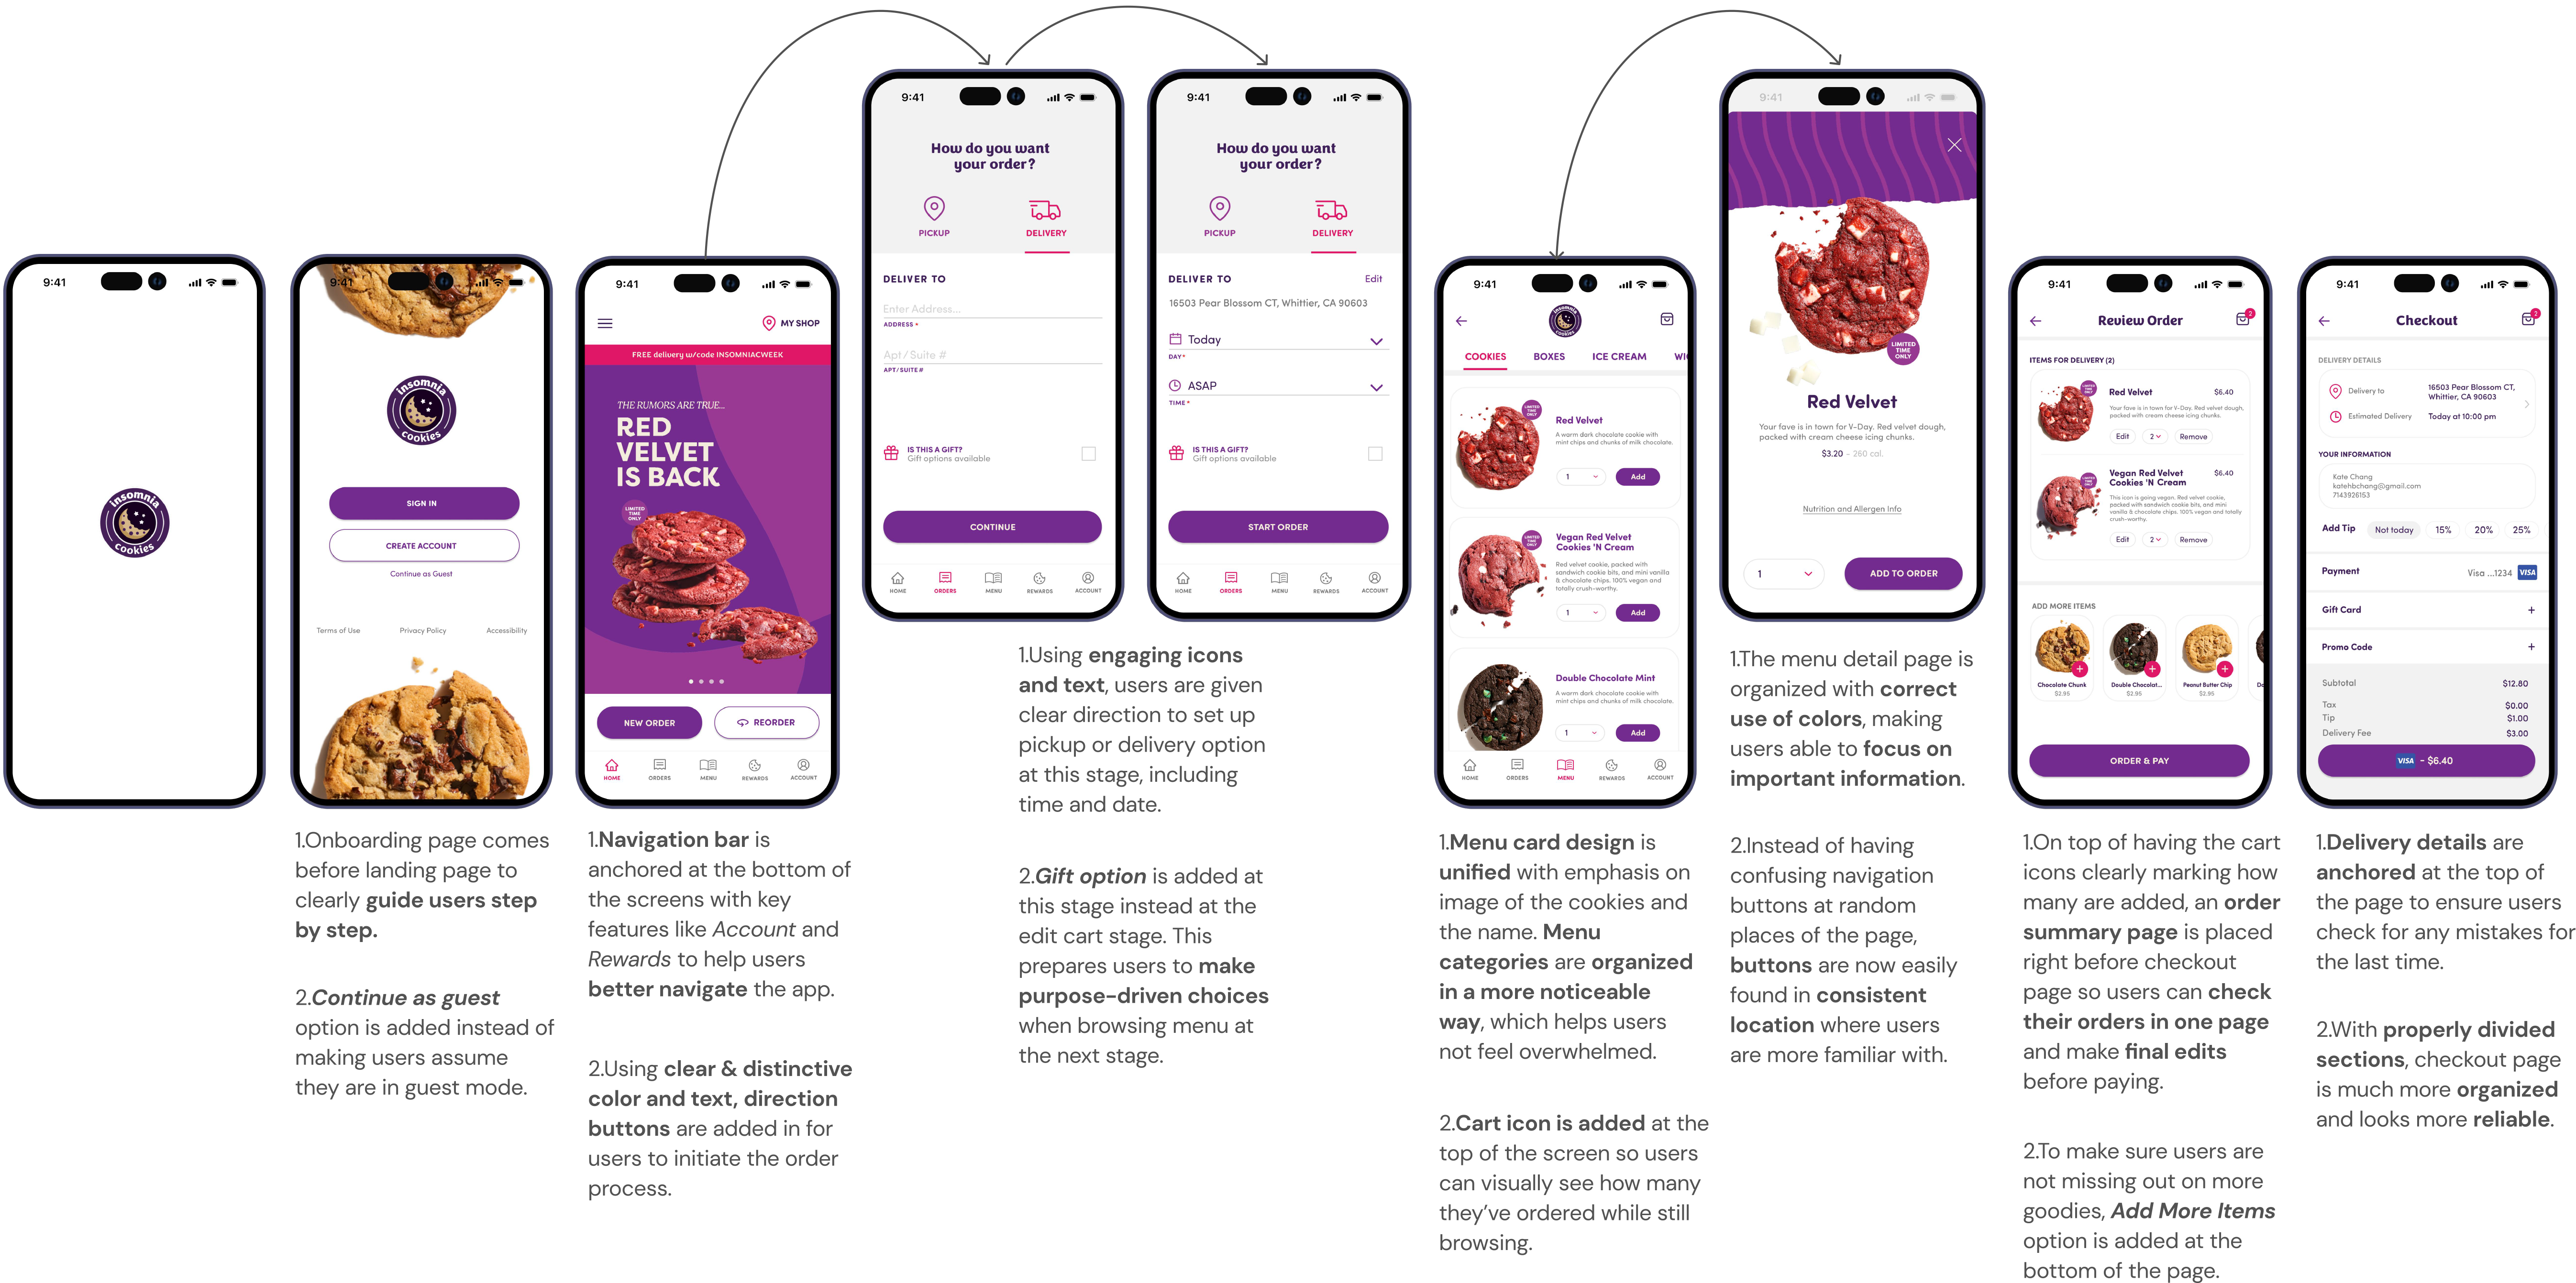 9:41
insomnia
cookies
9:41
insomnia
cookies
SIGN IN
CREATE ACCOUNT
Continue as Guest
Terms of Use
Privacy Policy
Accessibility
1.Onboarding page comes
before landing page to
clearly guide users step
by step.
2.Continue as guest
option is added instead of
making users assume
they are in guest mode.
9:41
MY SHOP
FREE delivery w/code INSOMNIACWEEK
THE RUMORS ARE TRUE...
RED
VELVET
IS BACK
LIMITED
TIME
ONLY
NEW ORDER
REORDER
HOME
ORDERS
MENU
REWARDS
ACCOUNT
1.Navigation bar is
anchored at the bottom of
the screens with key
features like Account and
Rewards to help users
better navigate the app.
2.Using clear & distinctive
color and text, direction
buttons are added in for
users to initiate the order
process.
9:41
How do you want
your order?
PICKUP
DELIVERY
DELIVER TO
Enter Address...
ADDRESS *
Apt / Suite #
APT/SUITE #
IS THIS A GIFT?
Gift options available
CONTINUE
HOME
ORDERS
MENU
REWARDS
ACCOUNT
9:41
How do you want
your order?
PICKUP
DELIVERY
DELIVER TO
Edit
16503 Pear Blossom CT, Whittier, CA 90603
Today
DAY *
ASAP
TIME *
IS THIS A GIFT?
Gift options available
START ORDER
HOME
ORDERS
MENU
REWARDS
ACCOUNT
1.Using engaging icons
and text, users are given
clear direction to set up
pickup or delivery option
at this stage, including
time and date.
2.Gift option is added at
this stage instead at the
edit cart stage. This
prepares users to make
purpose-driven choices
when browsing menu at
the next stage.
9:41
insomnia
cookies
COOKIES
BOXES
ICE CREAM
WI
LIMITED
TIME
ONLY
Red Velvet
A warm dark chocolate cookie with
mint chips and chunks of milk chocolate.
1
Add
LIMITED
TIME
ONLY
Vegan Red Velvet
Cookies 'N Cream
Red velvet cookie, packed with
sandwich cookie bits, and mini vanilla
& chocolate chips. 100% vegan and
totally crush-worthy.
1
Add
Double Chocolate Mint
A warm dark chocolate cookie with
mint chips and chunks of milk chocolate.
1
Add
HOME
ORDERS
MENU
REWARDS
ACCOUNT
1.Menu card design is
unified with emphasis on
image of the cookies and
the name. Menu
categories are organized
in a more noticeable
way, which helps users
not feel overwhelmed.
2.Cart icon is added at the
top of the screen so users
can visually see how many
they've ordered while still
browsing.
9:41
LIMITED
TIME
ONLY
Red Velvet
Your fave is in town for V-Day. Red velvet dough,
packed with cream cheese icing chunks.
$3.20 - 260 cal.
Nutrition and Allergen Info
1
ADD TO ORDER
1.The menu detail page is
organized with correct
use of colors, making
users able to focus on
important information.
2.Instead of having
confusing navigation
buttons at random
places of the page,
buttons are now easily
found in consistent
location where users
are more familiar with.
9:41
Review Order
2
ITEMS FOR DELIVERY (2)
LIMITED
TIME
ONLY
Red Velvet
$6.40
Your fave is in town for V-Day. Red velvet dough,
packed with cream cheese icing chunks.
Edit
2
Remove
LIMITED
TIME
ONLY
Vegan Red Velvet
Cookies 'N Cream
$6.40
This icon is going vegan. Red velvet cookie,
packed with sandwich cookie bits, and mini
vanilla & chocolate chips. 100% vegan and totally
crush-worthy.
Edit
2
Remove
ADD MORE ITEMS
Chocolate Chunk
$2.95
Double Chocolat...
$2.95
Peanut Butter Chip
$2.95
Do
ORDER & PAY
1.On top of having the cart
icons clearly marking how
many are added, an order
summary page is placed
right before checkout
page so users can check
their orders in one page
and make final edits
before paying.
2.To make sure users are
not missing out on more
goodies, Add More Items
option is added at the
bottom of the page.
9:41
Checkout
2
DELIVERY DETAILS
Delivery to
16503 Pear Blossom CT,
Whittier, CA 90603
Estimated Delivery
Today at 10:00 pm
YOUR INFORMATION
Kate Chang
katehbchang@gmail.com
7143926153
Add Tip
Not today
15%
20%
25%
Payment
Visa ...1234
VISA
Gift Card
Promo Code
Subtotal
$12.80
Tax
$0.00
Tip
$1.00
Delivery Fee
$3.00
VISA - $6.40
1.Delivery details are
anchored at the top of
the page to ensure users
check for any mistakes for
the last time.
2.With properly divided
sections, checkout page
is much more organized
and looks more reliable.